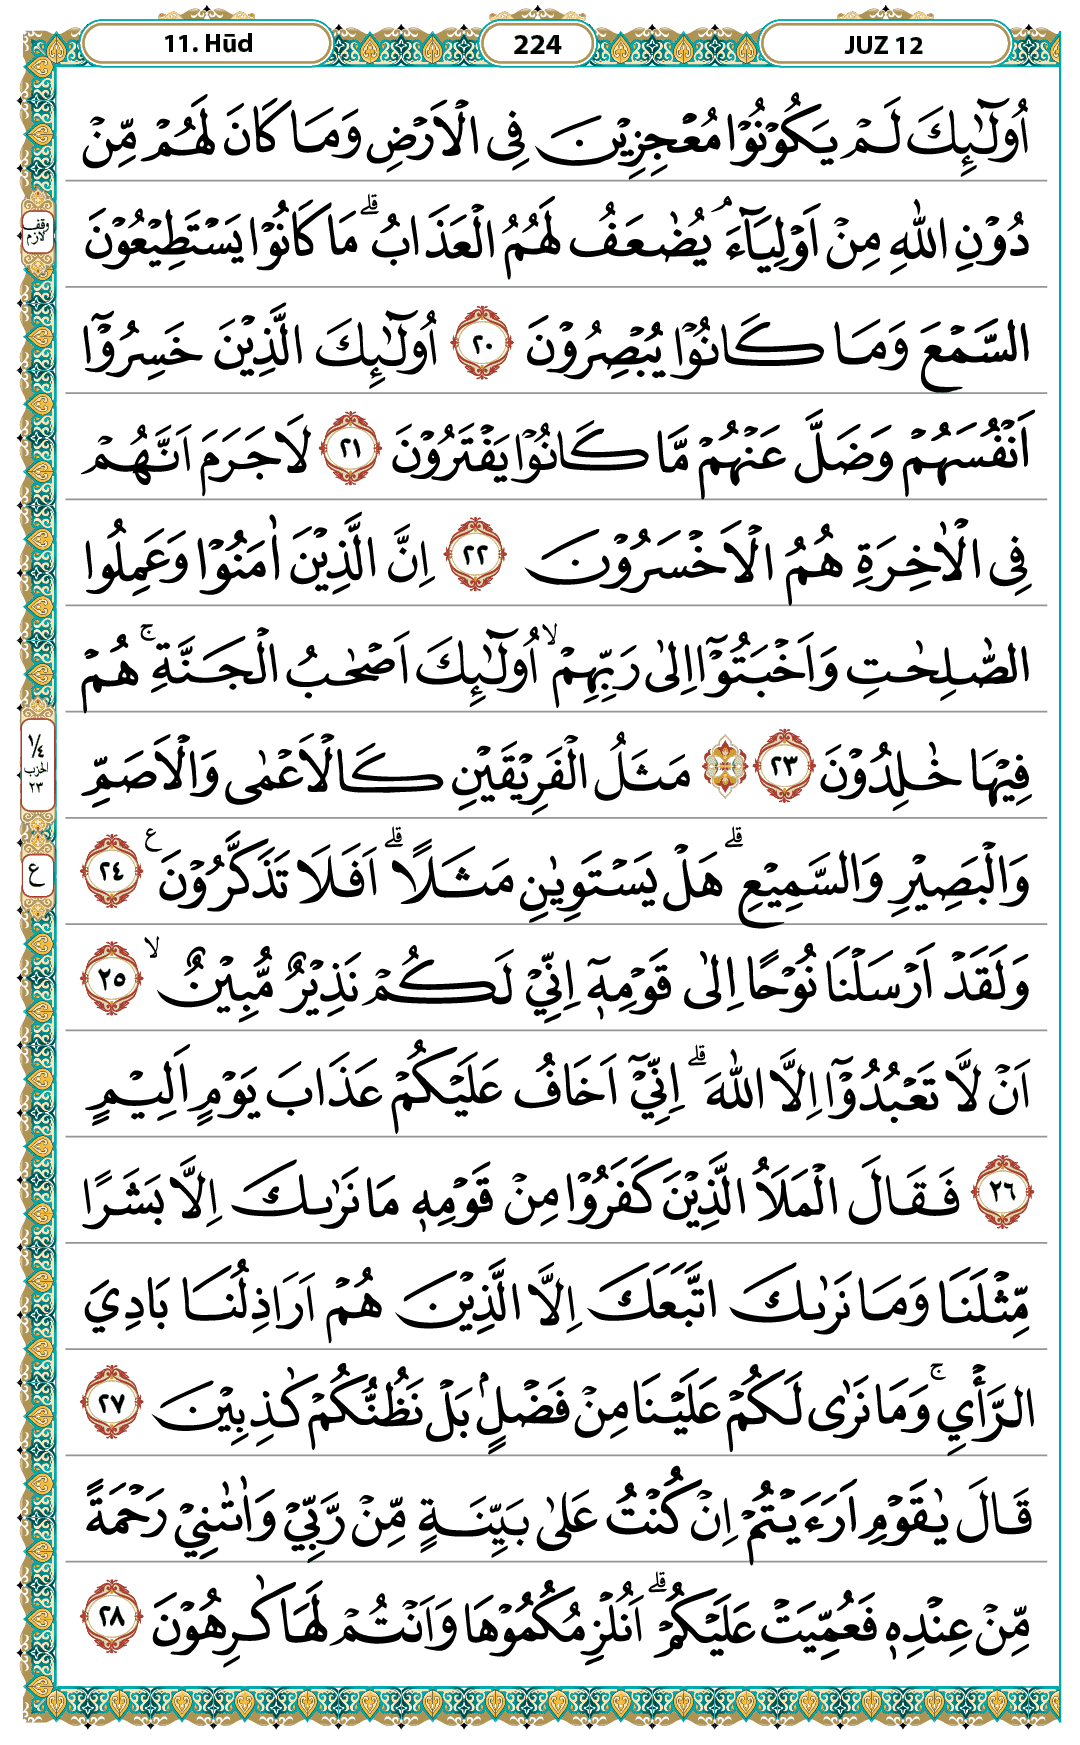 11. Hūd
224
JUZ 12
اُولٰۤىِٕكَ لَمْ يَكُوْنُوْا مُعْجِزِيْنَ فِى الْاَرْضِ وَمَا كَانَ لَهُمْ مِّنْ
دُوْنِ اللّٰهِ مِنْ اَوْلِيَاۤءَ ۘ يُضٰعَفُ لَهُمُ الْعَذَابُ ۗ مَا كَانُوْا يَسْتَطِيْعُوْنَ
وقف لازم
السَّمْعَ وَمَا كَانُوْا يُبْصِرُوْنَ ٢٠ اُولٰۤىِٕكَ الَّذِيْنَ خَسِرُوْٓا
اَنْفُسَهُمْ وَضَلَّ عَنْهُمْ مَّا كَانُوْا يَفْتَرُوْنَ ٢١ لَاجَرَمَ اَنَّهُمْ
فِى الْاٰخِرَةِ هُمُ الْاَخْسَرُوْنَ ٢٢ اِنَّ الَّذِيْنَ اٰمَنُوْا وَعَمِلُوا
الصّٰلِحٰتِ وَاَخْبَتُوْٓا اِلٰى رَبِّهِمْ ۙ اُولٰۤىِٕكَ اَصْحٰبُ الْجَنَّةِ ۚ هُمْ
فِيْهَا خٰلِدُوْنَ ٢٣ ۞ مَثَلُ الْفَرِيْقَيْنِ كَالْاَعْمٰى وَالْاَصَمِّ
١/٤
الحزب
٢٣
وَالْبَصِيْرِ وَالسَّمِيْعِ ۗ هَلْ يَسْتَوِيٰنِ مَثَلًا ۗ اَفَلَا تَذَكَّرُوْنَ ࣖ ٢٤
ع
وَلَقَدْ اَرْسَلْنَا نُوْحًا اِلٰى قَوْمِهٖٓ اِنِّيْ لَكُمْ نَذِيْرٌ مُّبِيْنٌ ۙ ٢٥
اَنْ لَّا تَعْبُدُوْٓا اِلَّا اللّٰهَ ۗ اِنِّيْٓ اَخَافُ عَلَيْكُمْ عَذَابَ يَوْمٍ اَلِيْمٍ
٢٦ فَقَالَ الْمَلَاُ الَّذِيْنَ كَفَرُوْا مِنْ قَوْمِهٖ مَا نَرٰىكَ اِلَّا بَشَرًا
مِّثْلَنَا وَمَا نَرٰىكَ اتَّبَعَكَ اِلَّا الَّذِيْنَ هُمْ اَرَاذِلُنَا بَادِيَ
الرَّأْيِ ۚ وَمَا نَرٰى لَكُمْ عَلَيْنَا مِنْ فَضْلٍۢ بَلْ نَظُنُّكُمْ كٰذِبِيْنَ ٢٧
قَالَ يٰقَوْمِ اَرَءَيْتُمْ اِنْ كُنْتُ عَلٰى بَيِّنَةٍ مِّنْ رَّبِّيْ وَاٰتٰىنِيْ رَحْمَةً
مِّنْ عِنْدِهٖ فَعُمِّيَتْ عَلَيْكُمْ ۗ اَنُلْزِمُكُمُوْهَا وَاَنْتُمْ لَهَا كٰرِهُوْنَ ٢٨